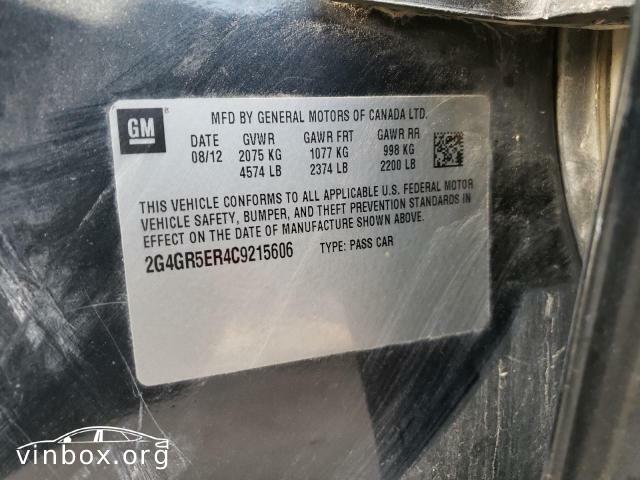 GM
MFD BY GENERAL MOTORS OF CANADA LTD.
DATE GVWR GAWR FRT GAWR RR
08/12 2075 KG 1077 KG 998 KG
4574 LB 2374 LB 2200 LB
THIS VEHICLE CONFORMS TO ALL APPLICABLE U.S. FEDERAL MOTOR
VEHICLE SAFETY, BUMPER, AND THEFT PREVENTION STANDARDS IN
EFFECT ON THE DATE OF MANUFACTURE SHOWN ABOVE.
2G4GR5ER4C9215606 TYPE: PASS CAR
vinbox.org